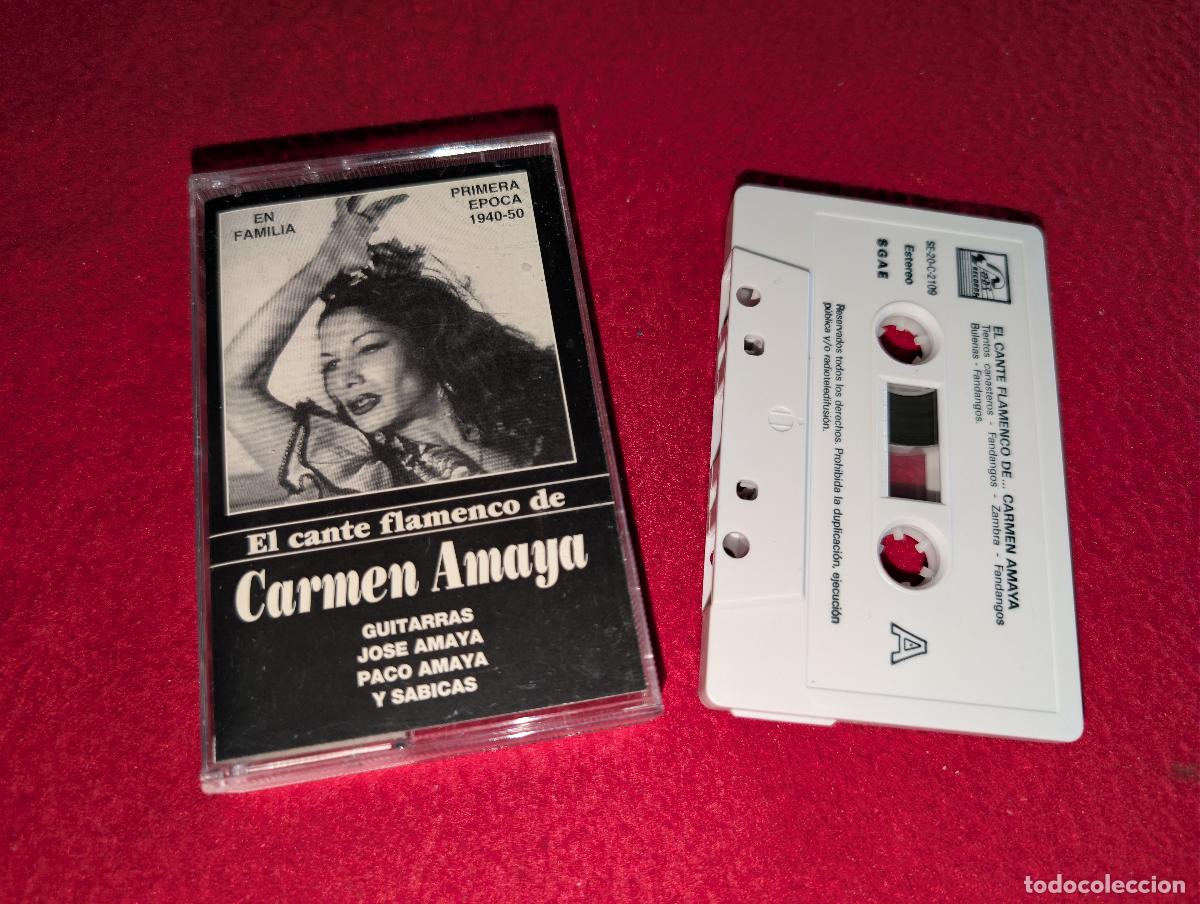 EN
FAMILIA
PRIMERA
EPOCA
1940-50
El cante flamenco de
Carmen Amaya
GUITARRAS
JOSE AMAYA
PACO AMAYA
Y SABICAS
RECORDS
SE-20-C-2109
Estereo
SGAE
EL CANTE FLAMENCO DE... CARMEN AMAYA
Tientos canasteros - Fandangos - Zambra - Fandangos
Bulerias - Fandangos.
Reservados todos los derechos. Prohibida la duplicación, ejecución
pública y/o radioteledifusión.
A
todocoleccion